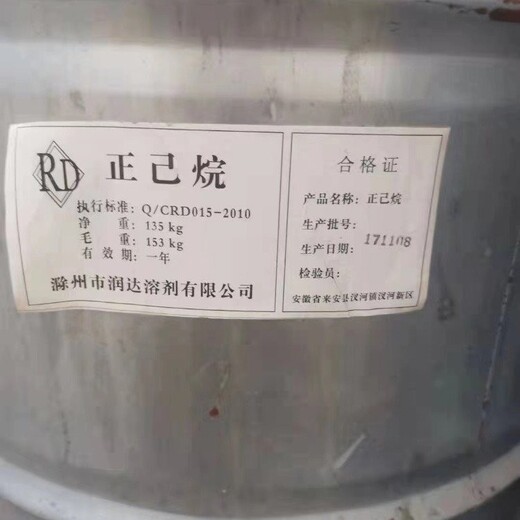 RD
正己烷
执行标准: Q/CRD015-2010
净 重: 135 kg
毛 重: 153 kg
有 效 期: 一年
滁州市润达溶剂有限公司
合格证
产品名称: 正己烷
生产批号:
生产日期: 171108
检验员:
安徽省来安县汊河镇汊河新区